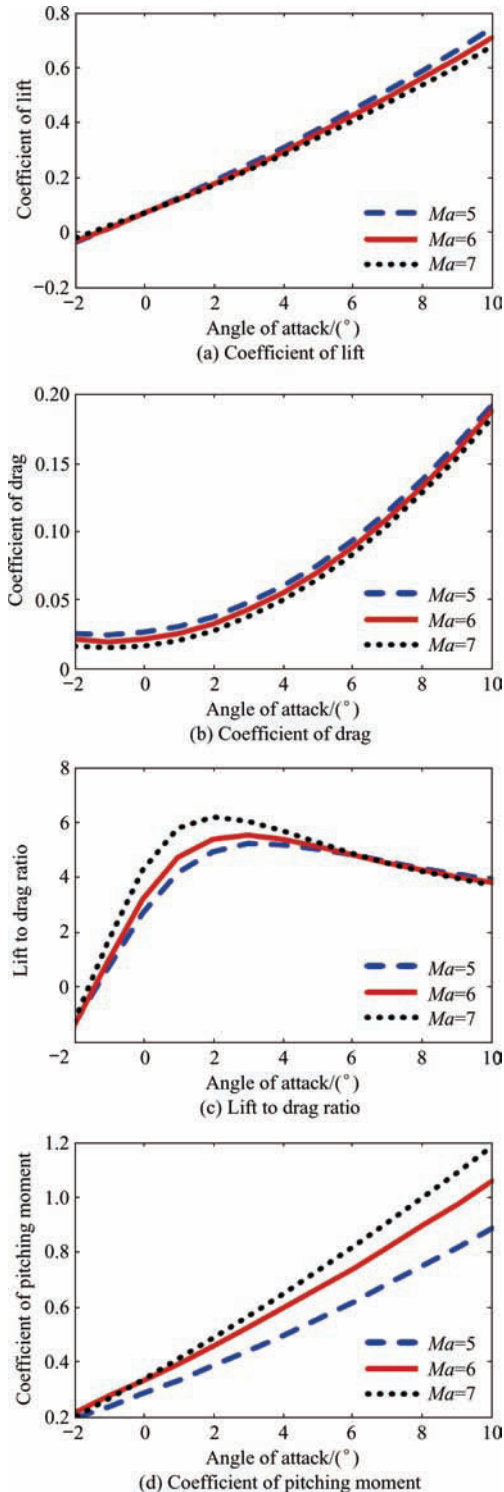 0.8
0.6
0.4
0.2
0
−0.2
Coefficient of lift
Ma=5
Ma=6
Ma=7
−2 0 2 4 6 8 10
Angle of attack/(°)
(a) Coefficient of lift
0.20
0.15
0.10
0.05
0
Coefficient of drag
Ma=5
Ma=6
Ma=7
−2 0 2 4 6 8 10
Angle of attack/(°)
(b) Coefficient of drag
8
6
4
2
0
−2
Lift to drag ratio
Ma=5
Ma=6
Ma=7
0 2 4 6 8 10
Angle of attack/(°)
(c) Lift to drag ratio
1.2
1.0
0.8
0.6
0.4
0.2
Coefficient of pitching moment
Ma=5
Ma=6
Ma=7
−2 0 2 4 6 8 10
Angle of attack/(°)
(d) Coefficient of pitching moment